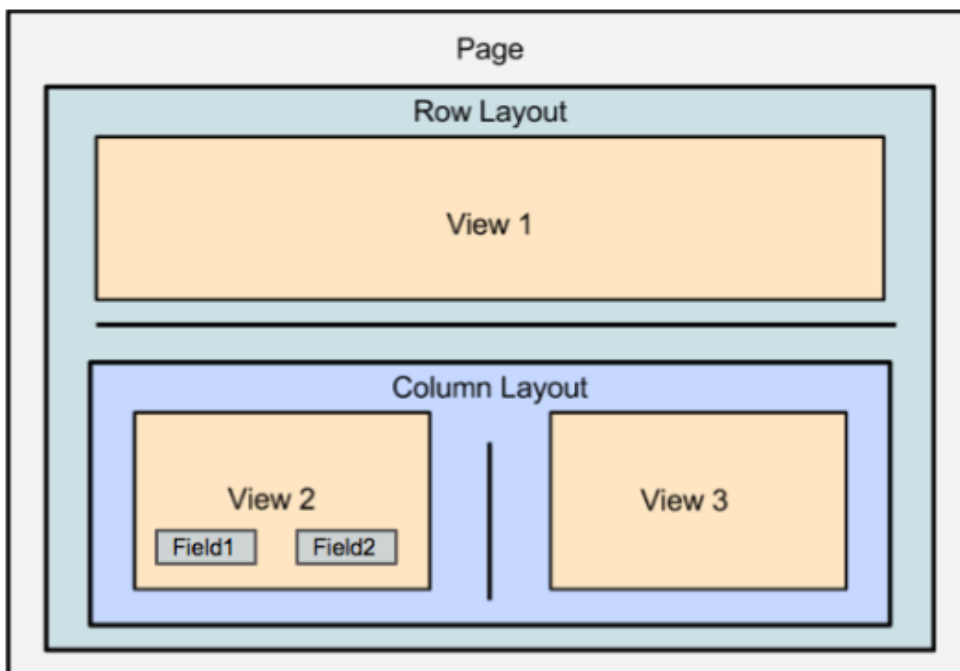 Page
Row Layout
View 1
Column Layout
View 2
Field1
Field2
View 3